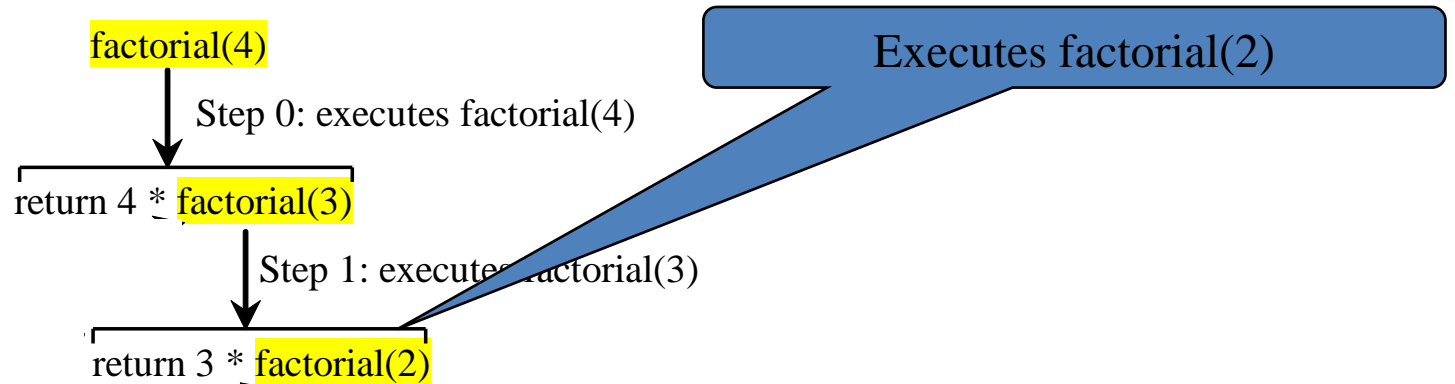 factorial(4)
Executes factorial(2)
Step 0: executes factorial(4)
return 4 * factorial(3)
Step 1: executes factorial(3)
return 3 * factorial(2)